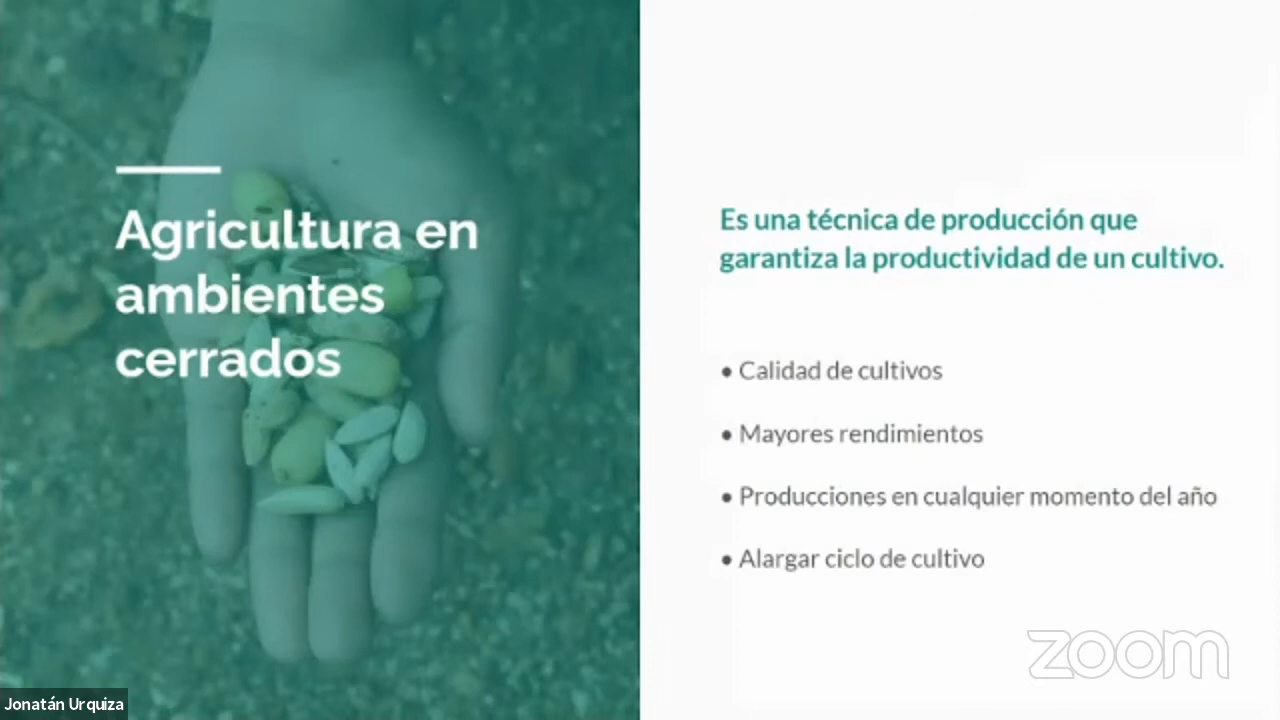 Agricultura en
ambientes
cerrados
Es una técnica de producción que
garantiza la productividad de un cultivo.
• Calidad de cultivos
• Mayores rendimientos
• Producciones en cualquier momento del año
• Alargar ciclo de cultivo
zoom
Jonatán Urquiza